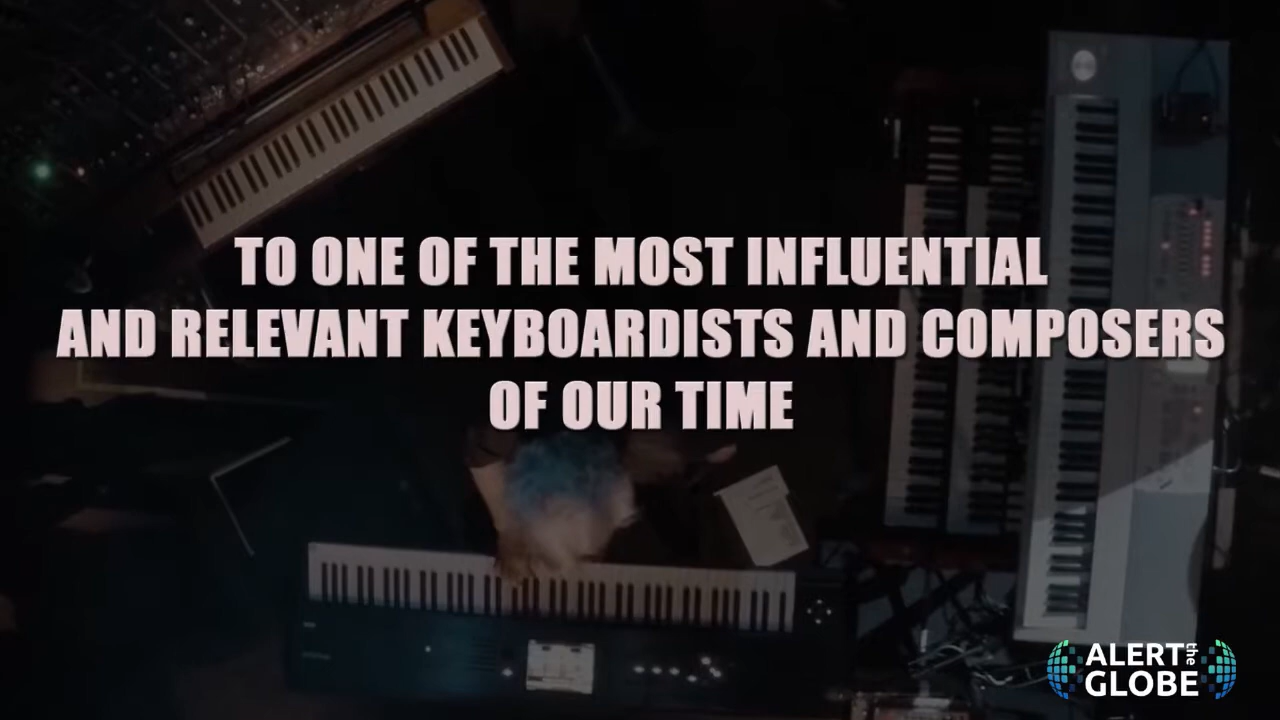 TO ONE OF THE MOST INFLUENTIAL
AND RELEVANT KEYBOARDISTS AND COMPOSERS
OF OUR TIME
ALERT the
GLOBE